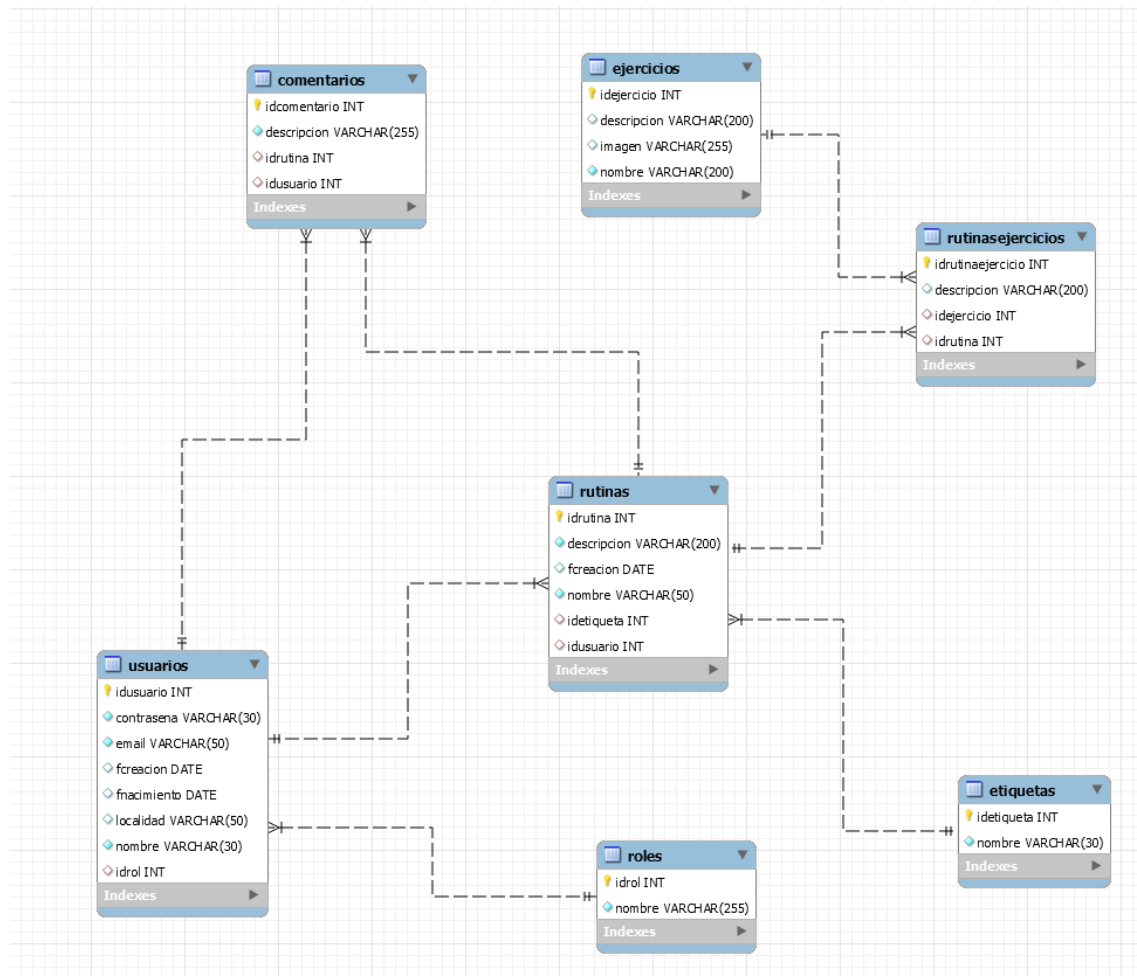 comentarios
idcomentario INT
descripcion VARCHAR(255)
idrutina INT
idusuario INT
Indexes
ejercicios
idejercicio INT
descripcion VARCHAR(200)
imagen VARCHAR(255)
nombre VARCHAR(200)
Indexes
rutinasejercicios
idrutinaejercicio INT
descripcion VARCHAR(200)
idejercicio INT
idrutina INT
Indexes
rutinas
idrutina INT
descripcion VARCHAR(200)
fcreacion DATE
nombre VARCHAR(50)
idetiqueta INT
idusuario INT
Indexes
usuarios
idusuario INT
contrasena VARCHAR(30)
email VARCHAR(50)
fcreacion DATE
fnacimiento DATE
localidad VARCHAR(50)
nombre VARCHAR(30)
idrol INT
Indexes
roles
idrol INT
nombre VARCHAR(255)
Indexes
etiquetas
idetiqueta INT
nombre VARCHAR(30)
Indexes